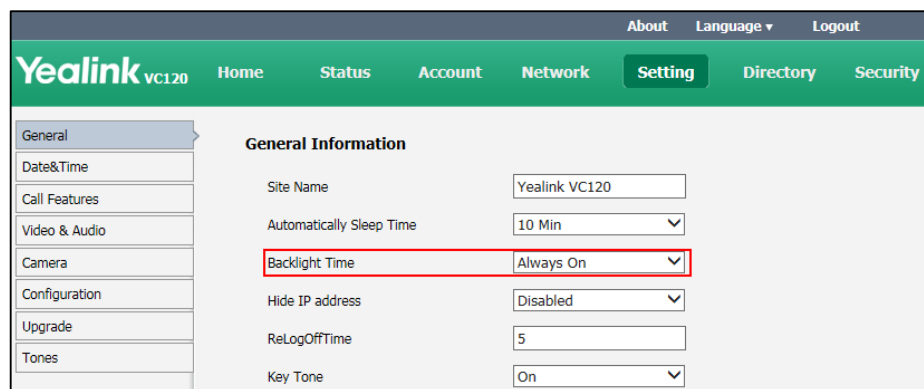 About Language ▾ Logout
Yealink VC120 Home Status Account Network Setting Directory Security
General
Date&Time
Call Features
Video & Audio
Camera
Configuration
Upgrade
Tones
General Information
Site Name Yealink VC120
Automatically Sleep Time 10 Min
Backlight Time Always On
Hide IP address Disabled
ReLogOffTime 5
Key Tone On